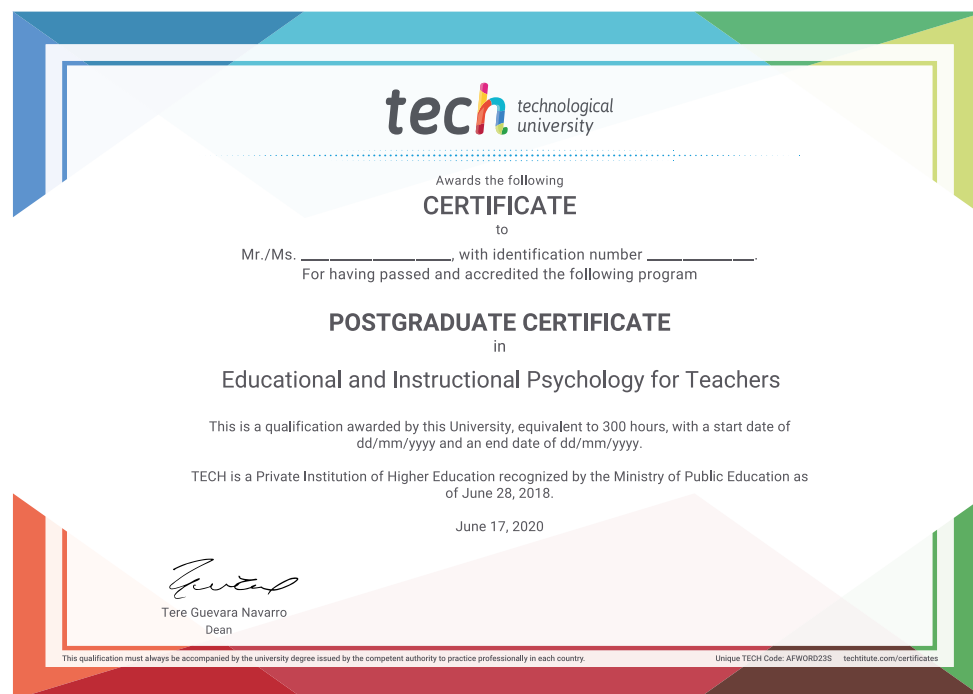 tech technological
university
Awards the following
CERTIFICATE
to
Mr./Ms. ____________________, with identification number ______________.
For having passed and accredited the following program
POSTGRADUATE CERTIFICATE
in
Educational and Instructional Psychology for Teachers
This is a qualification awarded by this University, equivalent to 300 hours, with a start date of
dd/mm/yyyy and an end date of dd/mm/yyyy.
TECH is a Private Institution of Higher Education recognized by the Ministry of Public Education as
of June 28, 2018.
June 17, 2020
Tere Guevara Navarro
Dean
This qualification must always be accompanied by the university degree issued by the competent authority to practice professionally in each country. Unique TECH Code: AFWORD23S techtitute.com/certificates